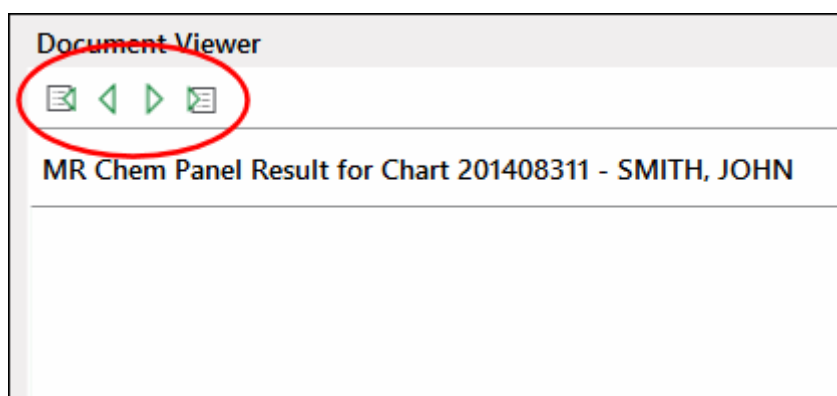 Document Viewer
MR Chem Panel Result for Chart 201408311 - SMITH, JOHN